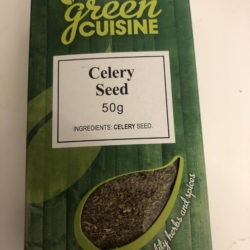 green
CUISINE
Celery
Seed
50g
INGREDIENTS: CELERY SEED.
herbs and spices